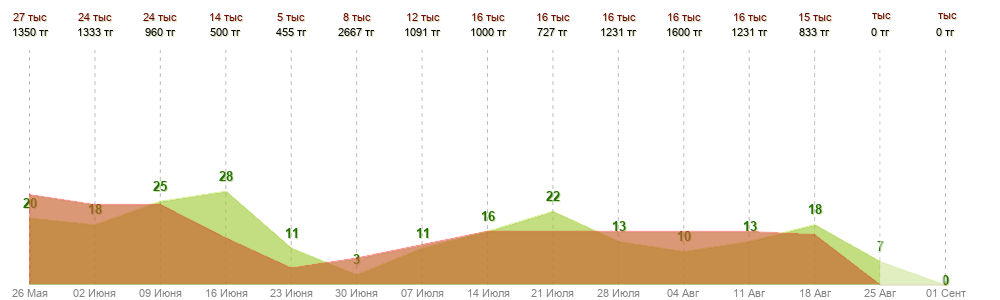 27 тыс 24 тыс 24 тыс 14 тыс 5 тыс 8 тыс 12 тыс 16 тыс 16 тыс 16 тыс 16 тыс 16 тыс 15 тыс тыс тыс
1350 тг 1333 тг 960 тг 500 тг 455 тг 2667 тг 1091 тг 1000 тг 727 тг 1231 тг 1600 тг 1231 тг 833 тг 0 тг 0 тг
20 18 25 28 11 3 11 16 22 13 10 13 18 7 0
26 Мая 02 Июня 09 Июня 16 Июня 23 Июня 30 Июня 07 Июля 14 Июля 21 Июля 28 Июля 04 Авг 11 Авг 18 Авг 25 Авг 01 Сент